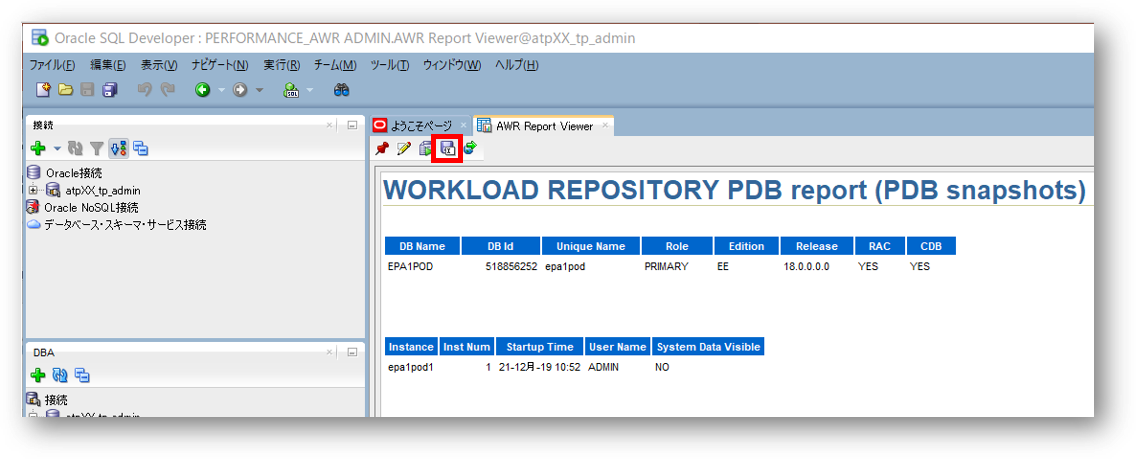 Oracle SQL Developer : PERFORMANCE_AWR ADMIN.AWR Report Viewer@atpXX_tp_admin
ファイル(F) 編集(E) 表示(V) ナビゲート(N) 実行(R) チーム(M) ツール(T) ウィンドウ(W) ヘルプ(H)
接続
Oracle接続
atpXX_tp_admin
Oracle NoSQL接続
データベース・スキーマ・サービス接続
DBA
接続
atpXX_tp_admin
ようこそページ AWR Report Viewer
WORKLOAD REPOSITORY PDB report (PDB snapshots)
DB Name DB Id Unique Name Role Edition Release RAC CDB
EPA1POD 518856252 epa1pod PRIMARY EE 18.0.0.0.0 YES YES
Instance Inst Num Startup Time User Name System Data Visible
epa1pod1 1 21-12月-19 10:52 ADMIN NO